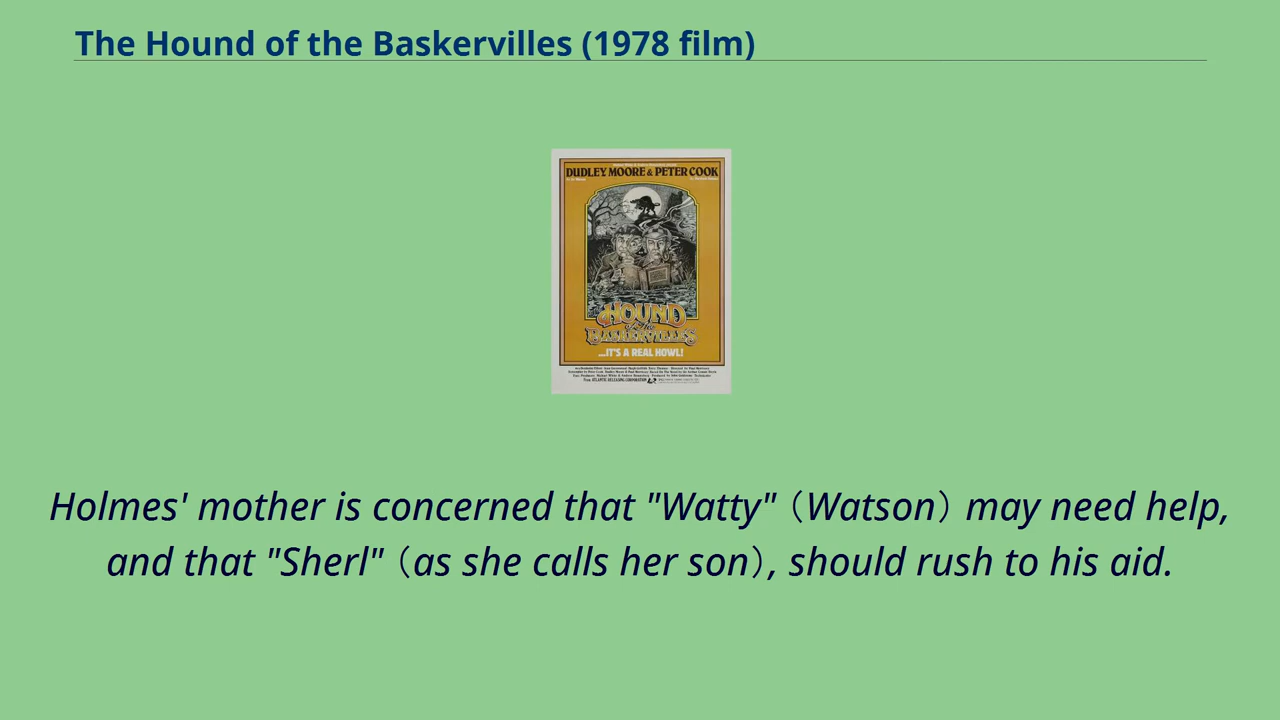 The Hound of the Baskervilles (1978 film)
DUDLEY MOORE & PETER COOK
HOUND
of the
BASKERVILLES
...IT'S A REAL HOWL!
Holmes' mother is concerned that "Watty" (Watson) may need help,
and that "Sherl" (as she calls her son), should rush to his aid.